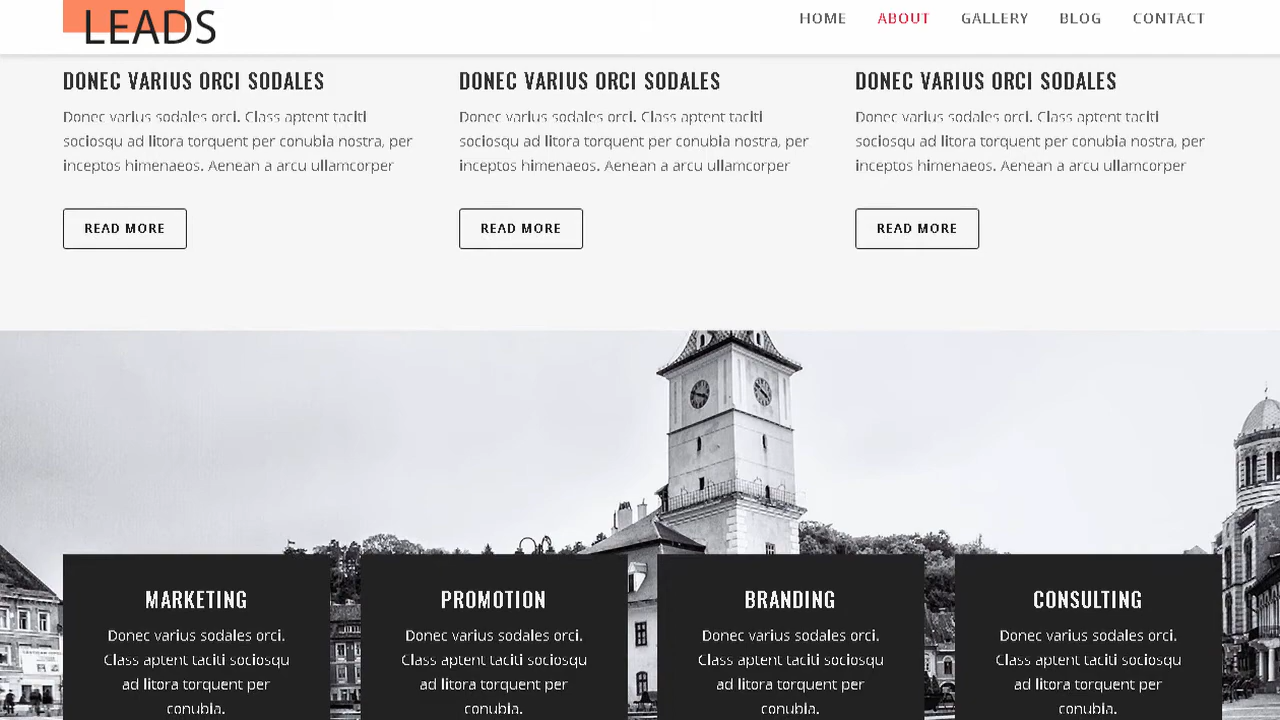 LEADS
HOME ABOUT GALLERY BLOG CONTACT
DONEC VARIUS ORCI SODALES
Donec varius sodales orci. Class aptent taciti
sociosqu ad litora torquent per conubia nostra, per
inceptos himenaeos. Aenean a arcu ullamcorper
READ MORE
DONEC VARIUS ORCI SODALES
Donec varius sodales orci. Class aptent taciti
sociosqu ad litora torquent per conubia nostra, per
inceptos himenaeos. Aenean a arcu ullamcorper
READ MORE
DONEC VARIUS ORCI SODALES
Donec varius sodales orci. Class aptent taciti
sociosqu ad litora torquent per conubia nostra, per
inceptos himenaeos. Aenean a arcu ullamcorper
READ MORE
MARKETING
Donec varius sodales orci.
Class aptent taciti sociosqu
ad litora torquent per
conubia.
PROMOTION
Donec varius sodales orci.
Class aptent taciti sociosqu
ad litora torquent per
conubia.
BRANDING
Donec varius sodales orci.
Class aptent taciti sociosqu
ad litora torquent per
conubia.
CONSULTING
Donec varius sodales orci.
Class aptent taciti sociosqu
ad litora torquent per
conubia.